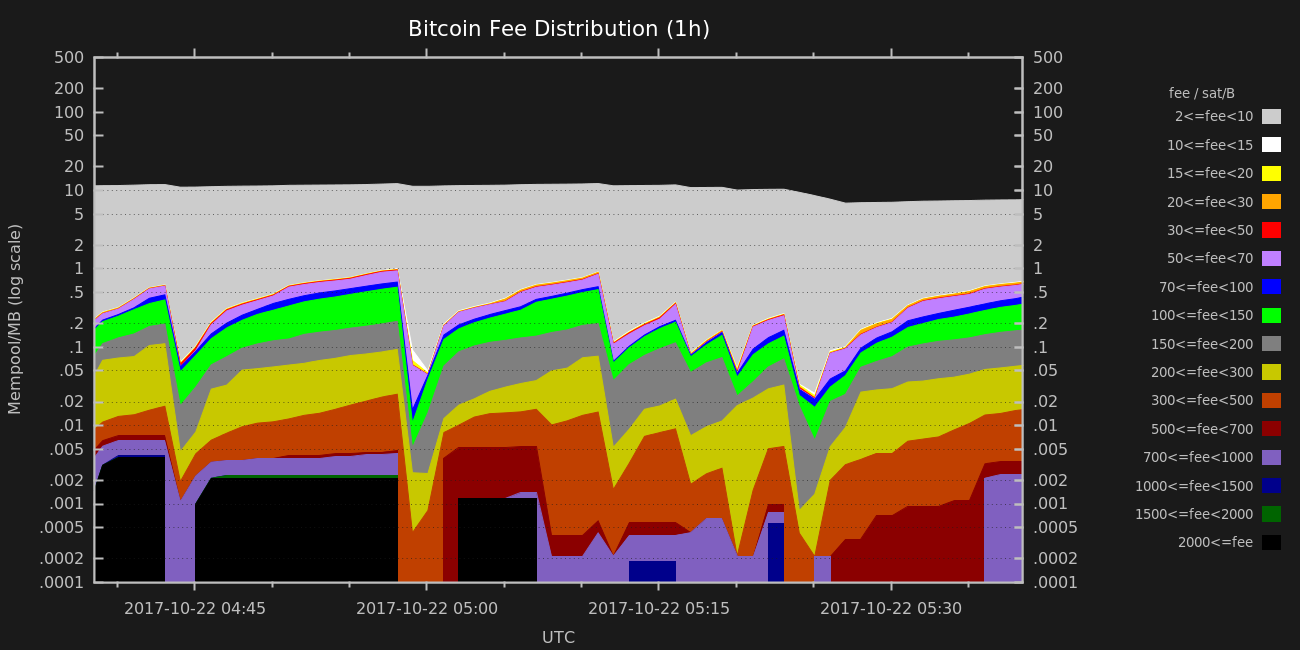 Bitcoin Fee Distribution (1h)
500 500
200 200
100 100
50 50
20 20
10 10
5 5
2 2
1 1
.5 .5
.2 .2
.1 .1
.05 .05
.02 .02
.01 .01
.005 .005
.002 .002
.001 .001
.0005 .0005
.0002 .0002
.0001 .0001
Mempool/MB (log scale)
2017-10-22 04:45 2017-10-22 05:00 2017-10-22 05:15 2017-10-22 05:30
UTC
fee / sat/B
2<=fee<10
10<=fee<15
15<=fee<20
20<=fee<30
30<=fee<50
50<=fee<70
70<=fee<100
100<=fee<150
150<=fee<200
200<=fee<300
300<=fee<500
500<=fee<700
700<=fee<1000
1000<=fee<1500
1500<=fee<2000
2000<=fee